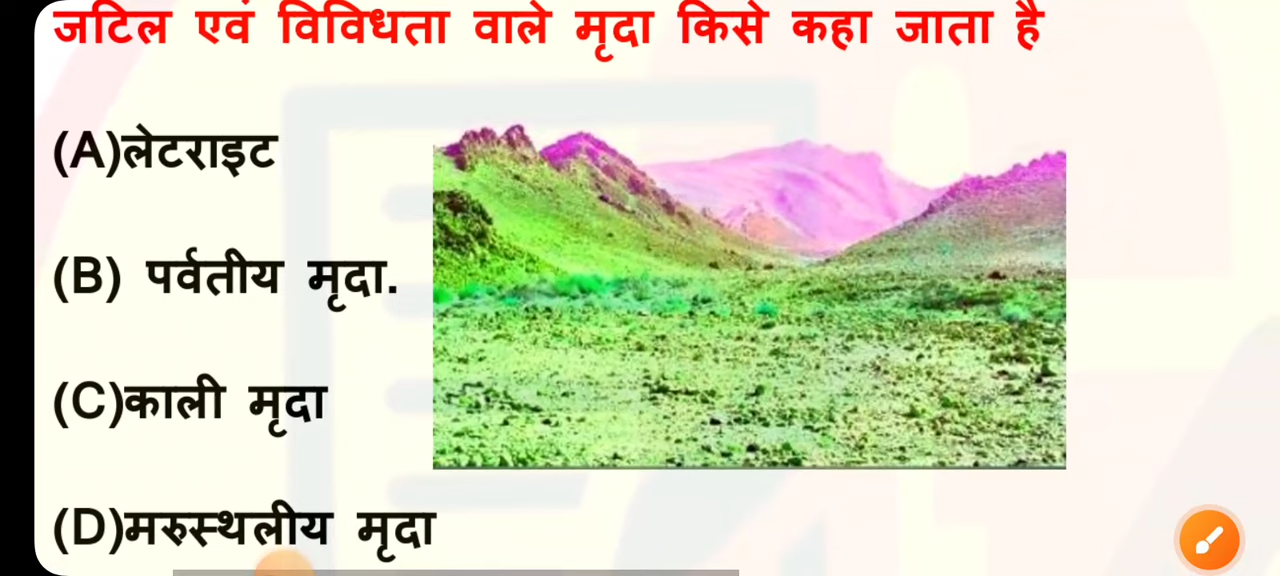 जटिल एवं विविधता वाले मृदा किसे कहा जाता है
(A)लेटराइट
(B) पर्वतीय मृदा.
(C)काली मृदा
(D)मरुस्थलीय मृदा